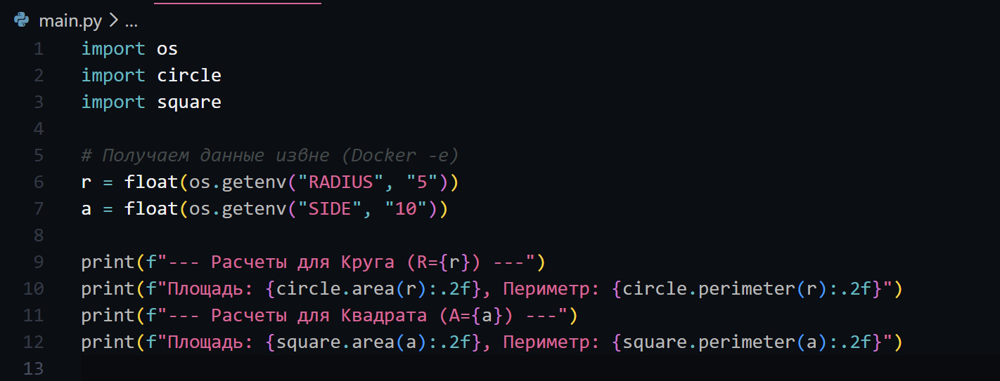 main.py > ...
1 import os
2 import circle
3 import square
4
5 # Получаем данные извне (Docker -e)
6 r = float(os.getenv("RADIUS", "5"))
7 a = float(os.getenv("SIDE", "10"))
8
9 print(f"--- Расчеты для Круга (R={r}) ---")
10 print(f"Площадь: {circle.area(r):.2f}, Периметр: {circle.perimeter(r):.2f}")
11 print(f"--- Расчеты для Квадрата (A={a}) ---")
12 print(f"Площадь: {square.area(a):.2f}, Периметр: {square.perimeter(a):.2f}")
13